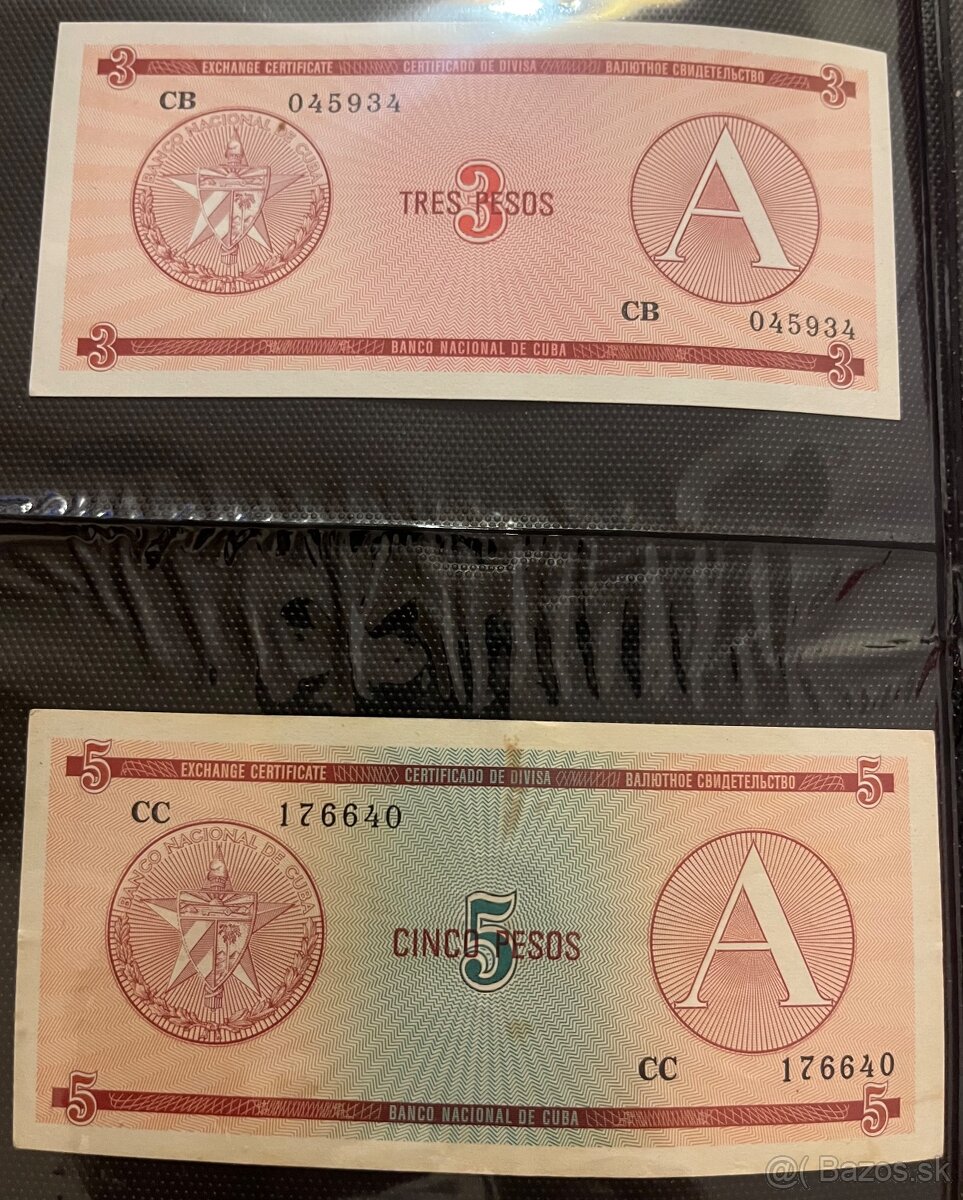 3 EXCHANGE CERTIFICATE CERTIFICADO DE DIVISA ВАЛЮТНОЕ СВИДЕТЕЛЬСТВО 3
CB 045934
BANCO NACIONAL DE CUBA
TRES 3 PESOS
A
CB 045934
3 BANCO NACIONAL DE CUBA 3
5 EXCHANGE CERTIFICATE CERTIFICADO DE DIVISA ВАЛЮТНОЕ СВИДЕТЕЛЬСТВО 5
CC 176640
BANCO NACIONAL DE CUBA
CINCO 5 PESOS
A
CC 176640
5 BANCO NACIONAL DE CUBA 5
@( Bazos.sk